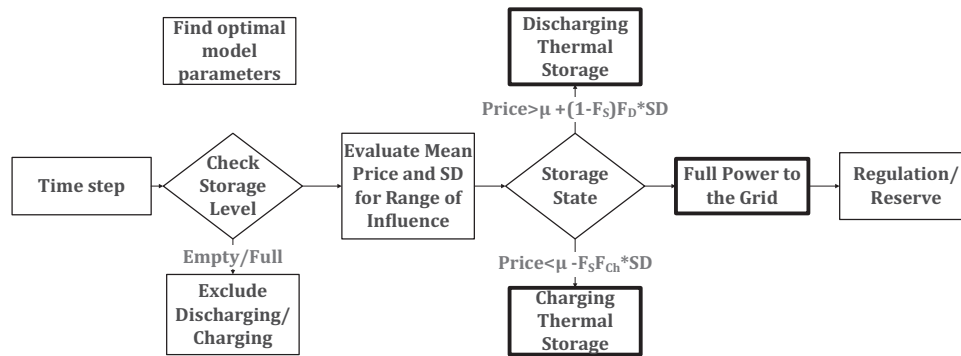 Find optimal
model
parameters
Discharging
Thermal
Storage
Price>μ +(1-FS)FD*SD
Time step
Check
Storage
Level
Evaluate Mean
Price and SD
for Range of
Influence
Storage
State
Full Power to
the Grid
Regulation/
Reserve
Empty/Full
Exclude
Discharging/
Charging
Price<μ -FSFCh*SD
Charging
Thermal
Storage